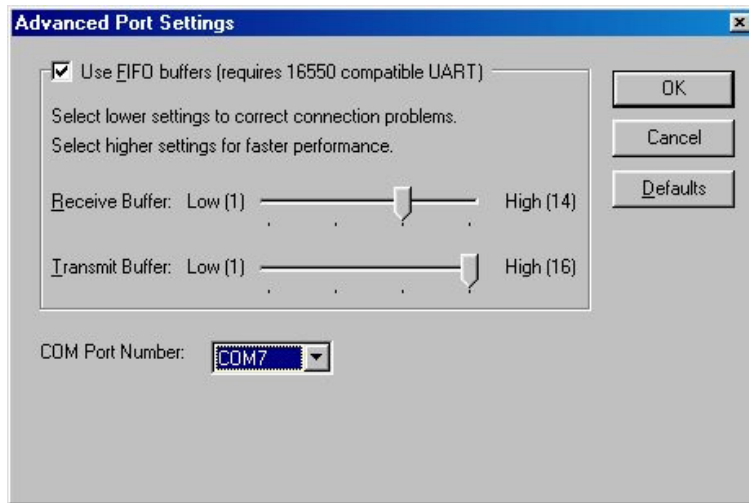 Advanced Port Settings
Use FIFO buffers (requires 16550 compatible UART)
Select lower settings to correct connection problems.
Select higher settings for faster performance.
Receive Buffer: Low (1) High (14)
Transmit Buffer: Low (1) High (16)
COM Port Number: COM7
OK
Cancel
Defaults